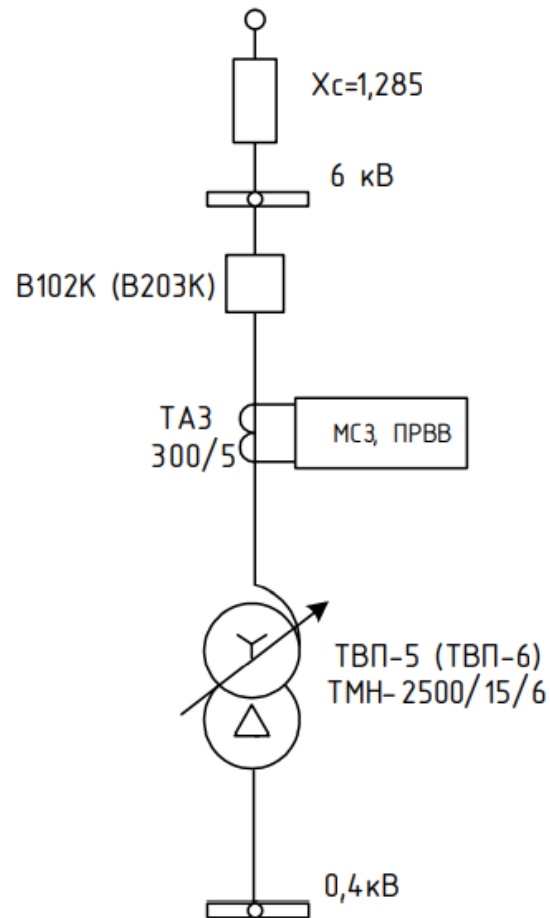 Xc=1,285
6 кВ
В102К (В203К)
ТА3
300/5
МСЗ, ПРВВ
ТВП-5 (ТВП-6)
ТМН-2500/15/6
0,4кВ